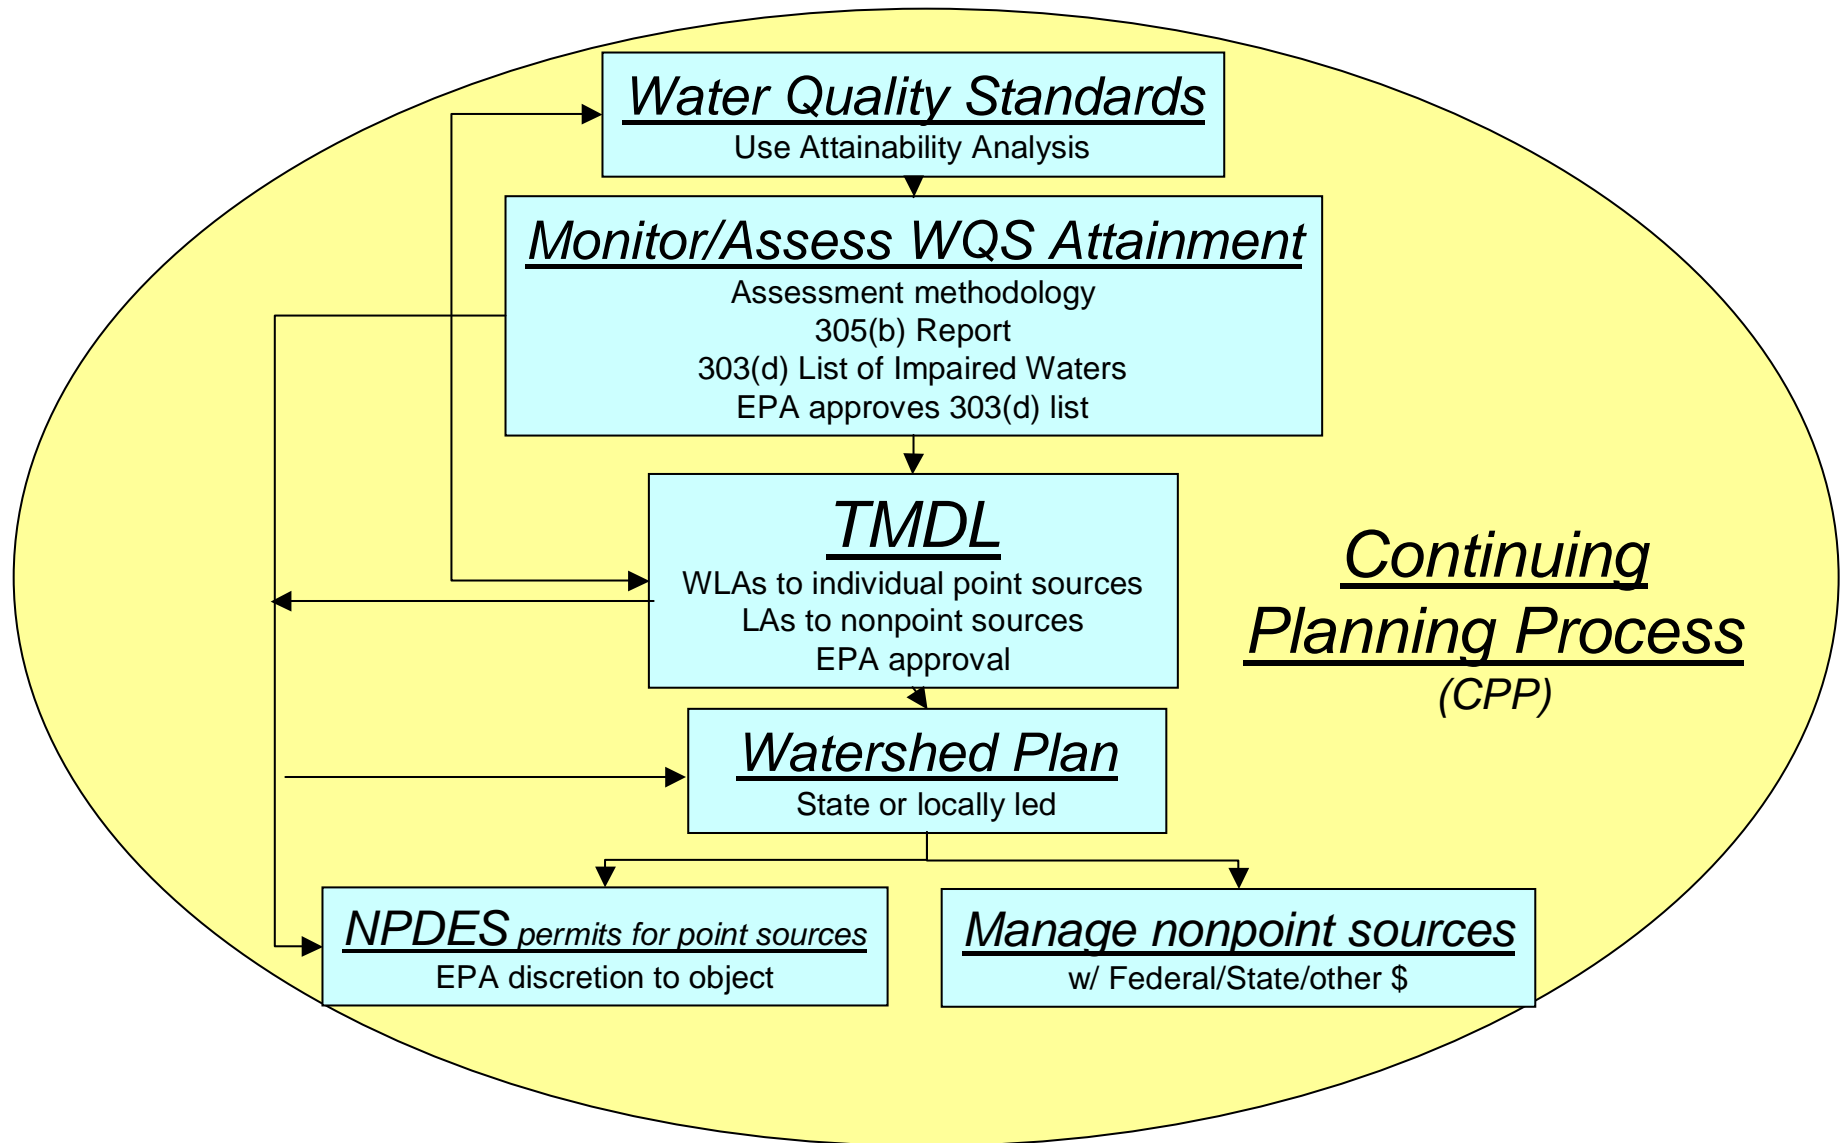 Water Quality Standards
Use Attainability Analysis
Monitor/Assess WQS Attainment
Assessment methodology
305(b) Report
303(d) List of Impaired Waters
EPA approves 303(d) list
TMDL
WLAs to individual point sources
LAs to nonpoint sources
EPA approval
Continuing
Planning Process
(CPP)
Watershed Plan
State or locally led
NPDES permits for point sources
EPA discretion to object
Manage nonpoint sources
w/ Federal/State/other $